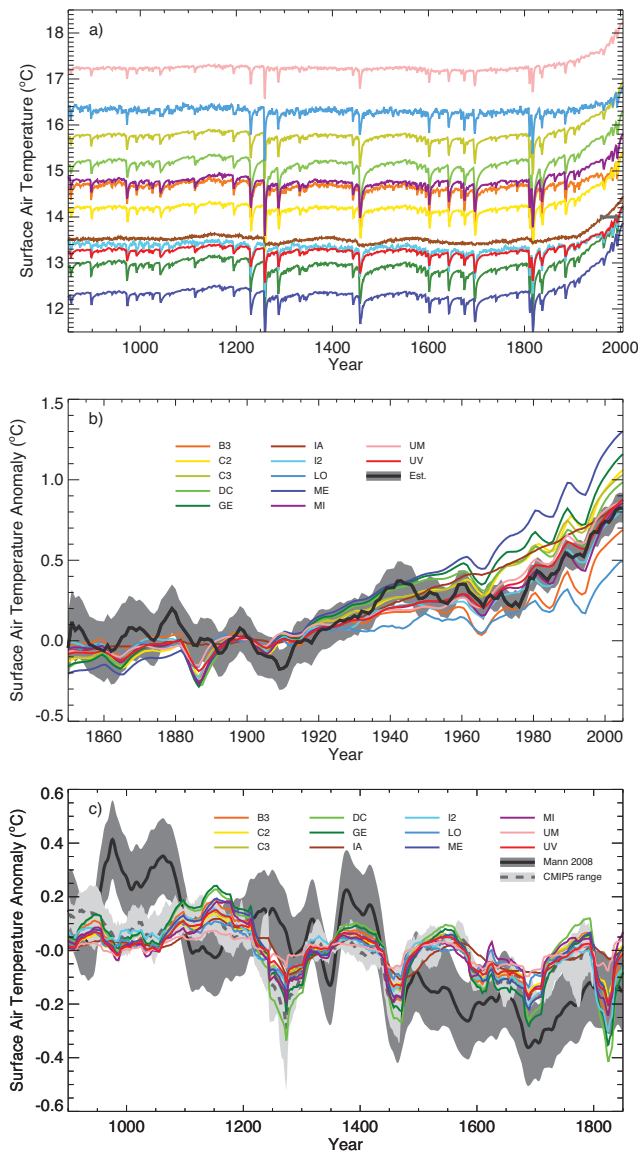 a)
Surface Air Temperature (°C)
18
17
16
15
14
13
12
1000
1200
1400
1600
1800
2000
Year
b)
Surface Air Temperature Anomaly (°C)
1.5
1.0
0.5
0.0
-0.5
B3
IA
UM
C2
I2
UV
C3
LO
Est.
DC
ME
GE
MI
1860
1880
1900
1920
1940
1960
1980
2000
Year
c)
Surface Air Temperature Anomaly (°C)
0.6
0.4
0.2
-0.0
-0.2
-0.4
-0.6
B3
DC
I2
MI
C2
GE
LO
UM
C3
IA
ME
UV
Mann 2008
CMIP5 range
1000
1200
1400
1600
1800
Year